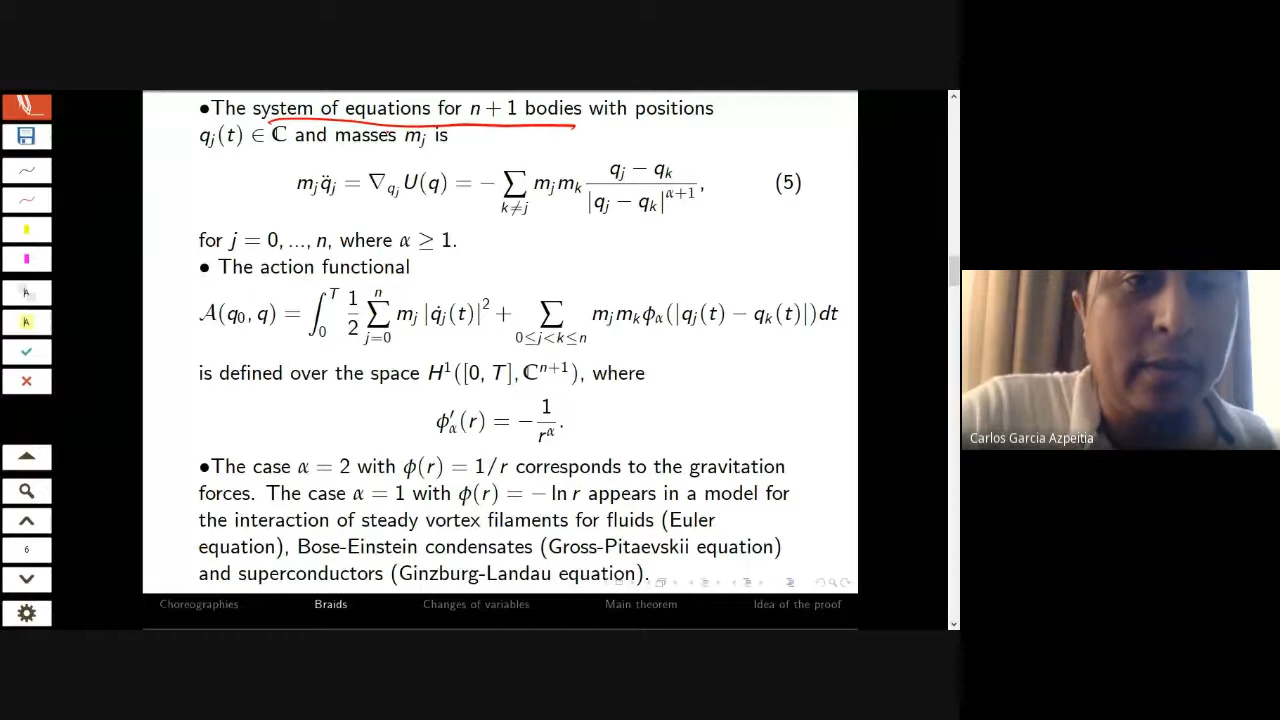 •The system of equations for n + 1 bodies with positions
q_j(t) ∈ ℂ and masses m_j is
m_j q̈_j = ∇_{q_j} U(q) = − ∑_{k≠j} m_j m_k (q_j − q_k) / |q_j − q_k|^{α+1}, (5)
for j = 0, ..., n, where α ≥ 1.
• The action functional
𝒜(q_0, q) = ∫_0^T 1/2 ∑_{j=0}^n m_j |q̇_j(t)|^2 + ∑_{0≤j<k≤n} m_j m_k ϕ_α(|q_j(t) − q_k(t)|)dt
is defined over the space H^1([0, T], ℂ^{n+1}), where
ϕ'_α(r) = − 1/r^α.
•The case α = 2 with ϕ(r) = 1/r corresponds to the gravitation
forces. The case α = 1 with ϕ(r) = − ln r appears in a model for
the interaction of steady vortex filaments for fluids (Euler
equation), Bose-Einstein condensates (Gross-Pitaevskii equation)
and superconductors (Ginzburg-Landau equation).
Choreographies Braids Changes of variables Main theorem Idea of the proof
6
Carlos Garcia Azpeitia